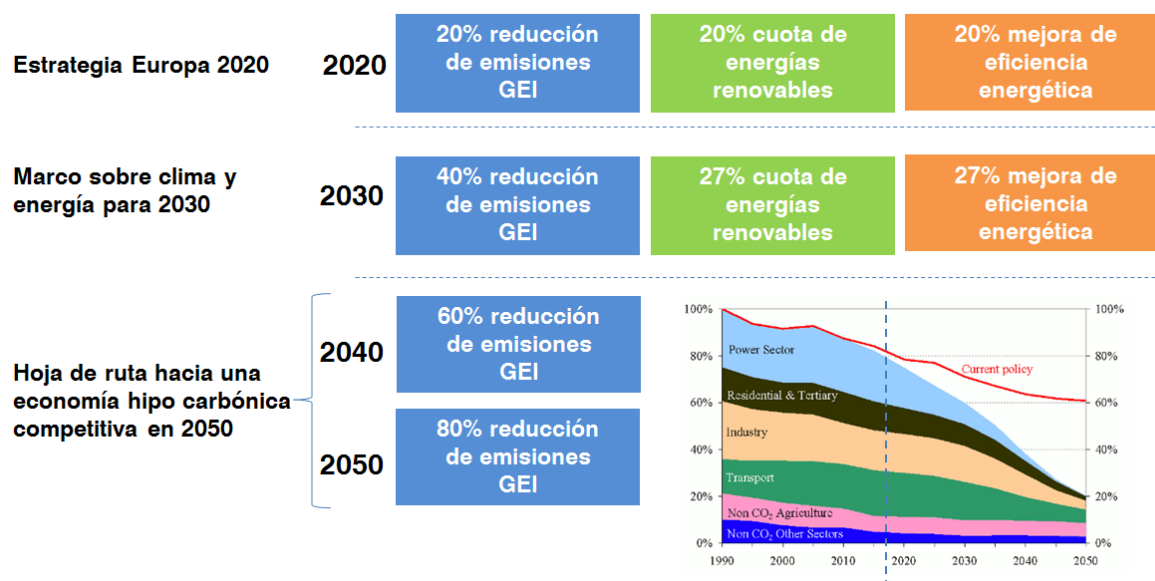 Estrategia Europa 2020
2020
20% reducción
de emisiones
GEI
20% cuota de
energías
renovables
20% mejora de
eficiencia
energética
Marco sobre clima y
energía para 2030
2030
40% reducción
de emisiones
GEI
27% cuota de
energías
renovables
27% mejora de
eficiencia
energética
Hoja de ruta hacia una
economía hipo carbónica
competitiva en 2050
2040
60% reducción
de emisiones
GEI
2050
80% reducción
de emisiones
GEI
100%
80%
60%
40%
20%
0%
Power Sector
Current policy
Residential & Tertiary
Industry
Transport
Non CO₂ Agriculture
Non CO₂ Other Sectors
100%
80%
60%
40%
20%
0%
1990
2000
2010
2020
2030
2040
2050